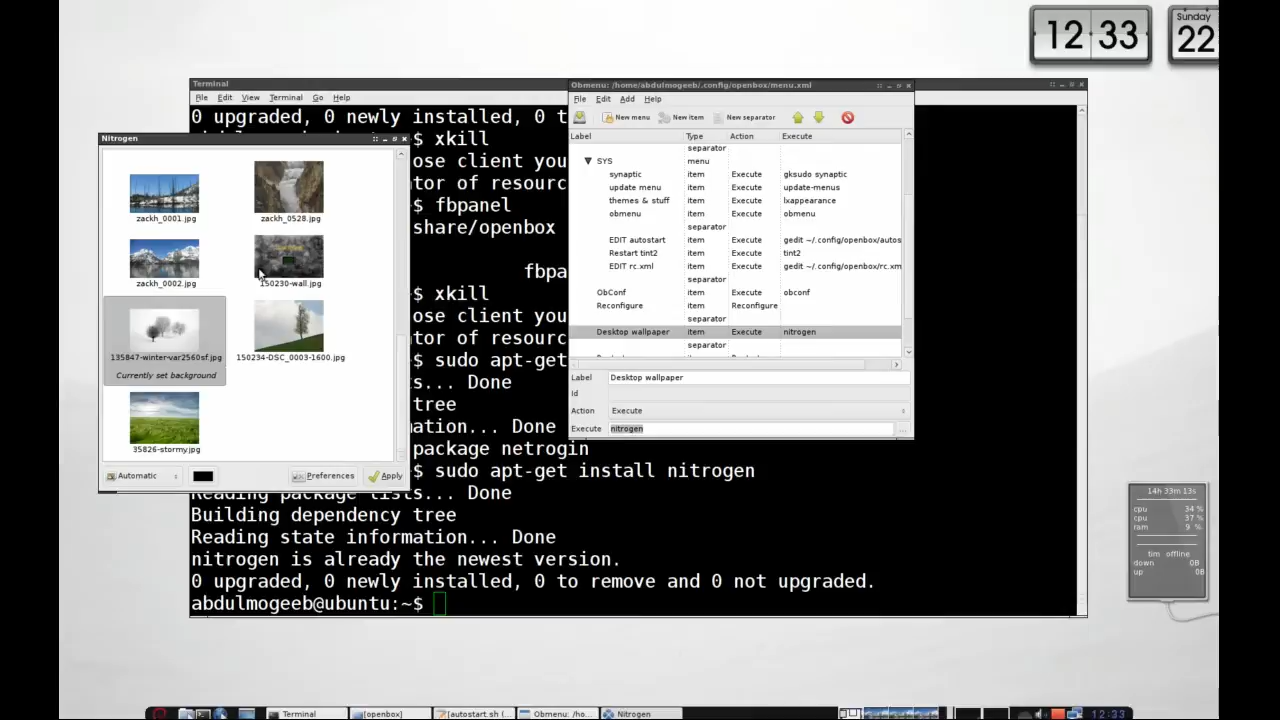 12 33
Sunday
22
Terminal
File Edit View Terminal Go Help
0 upgraded, 0 newly installed, 0 t
$ xkill
ose client you
ator of resourc
$ fbpanel
share/openbox
fbpa
$ xkill
ose client you
tor of resourc
$ sudo apt-get
ts... Done
tree
mation... Done
package netrogin
$ sudo apt-get install nitrogen
Reading package lists... Done
Building dependency tree
Reading state information... Done
nitrogen is already the newest version.
0 upgraded, 0 newly installed, 0 to remove and 0 not upgraded.
abdulmogeeb@ubuntu:~$
Nitrogen
zackh_0001.jpg
zackh_0528.jpg
zackh_0002.jpg
150230-wall.jpg
135847-winter-var2560sf.jpg
150234-DSC_0003-1600.jpg
Currently set background
35826-stormy.jpg
Automatic
Preferences
Apply
Obmenu: /home/abdulmogeeb/.config/openbox/menu.xml
File Edit Add Help
New menu New item New separator
Label Type Action Execute
separator
SYS menu
synaptic item Execute gksudo synaptic
update menu item Execute update-menus
themes & stuff item Execute lxappearance
obmenu item Execute obmenu
separator
EDIT autostart item Execute gedit ~/.config/openbox/autos
Restart tint2 item Execute tint2
EDIT rc.xml item Execute gedit ~/.config/openbox/rc.xm
separator
ObConf item Execute obconf
Reconfigure item Reconfigure
separator
Desktop wallpaper item Execute nitrogen
separator
Label Desktop wallpaper
Id
Action Execute
Execute nitrogen
...
14h 33m 13s
cpu 34 %
cpu 37 %
ram 9 %
tim offline
down 0B
up 0B
Terminal
[openbox]
[autostart.sh (...
Obmenu: /ho...
Nitrogen
12:33